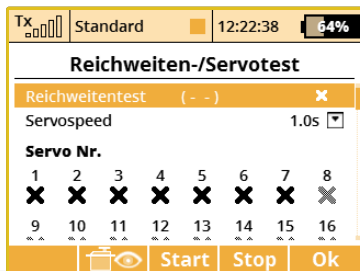 Tx Standard 12:22:38 64%
Reichweiten-/Servotest
Reichweitentest (--)
Servospeed 1.0s
Servo Nr.
1 2 3 4 5 6 7 8
9 10 11 12 13 14 15 16
Start Stop Ok